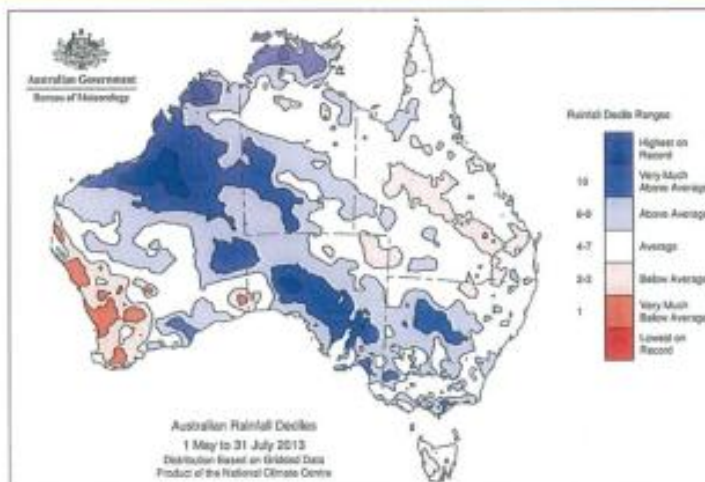 Australian Government
Bureau of Meteorology
Rainfall Decile Ranges
Highest on
Record
10
Very Much
Above Average
8-9
Above Average
4-7
Average
2-3
Below Average
1
Very Much
Below Average
Lowest on
Record
Australian Rainfall Deciles
1 May to 31 July 2013
Distribution Based on Gridded Data
Product of the National Climate Centre